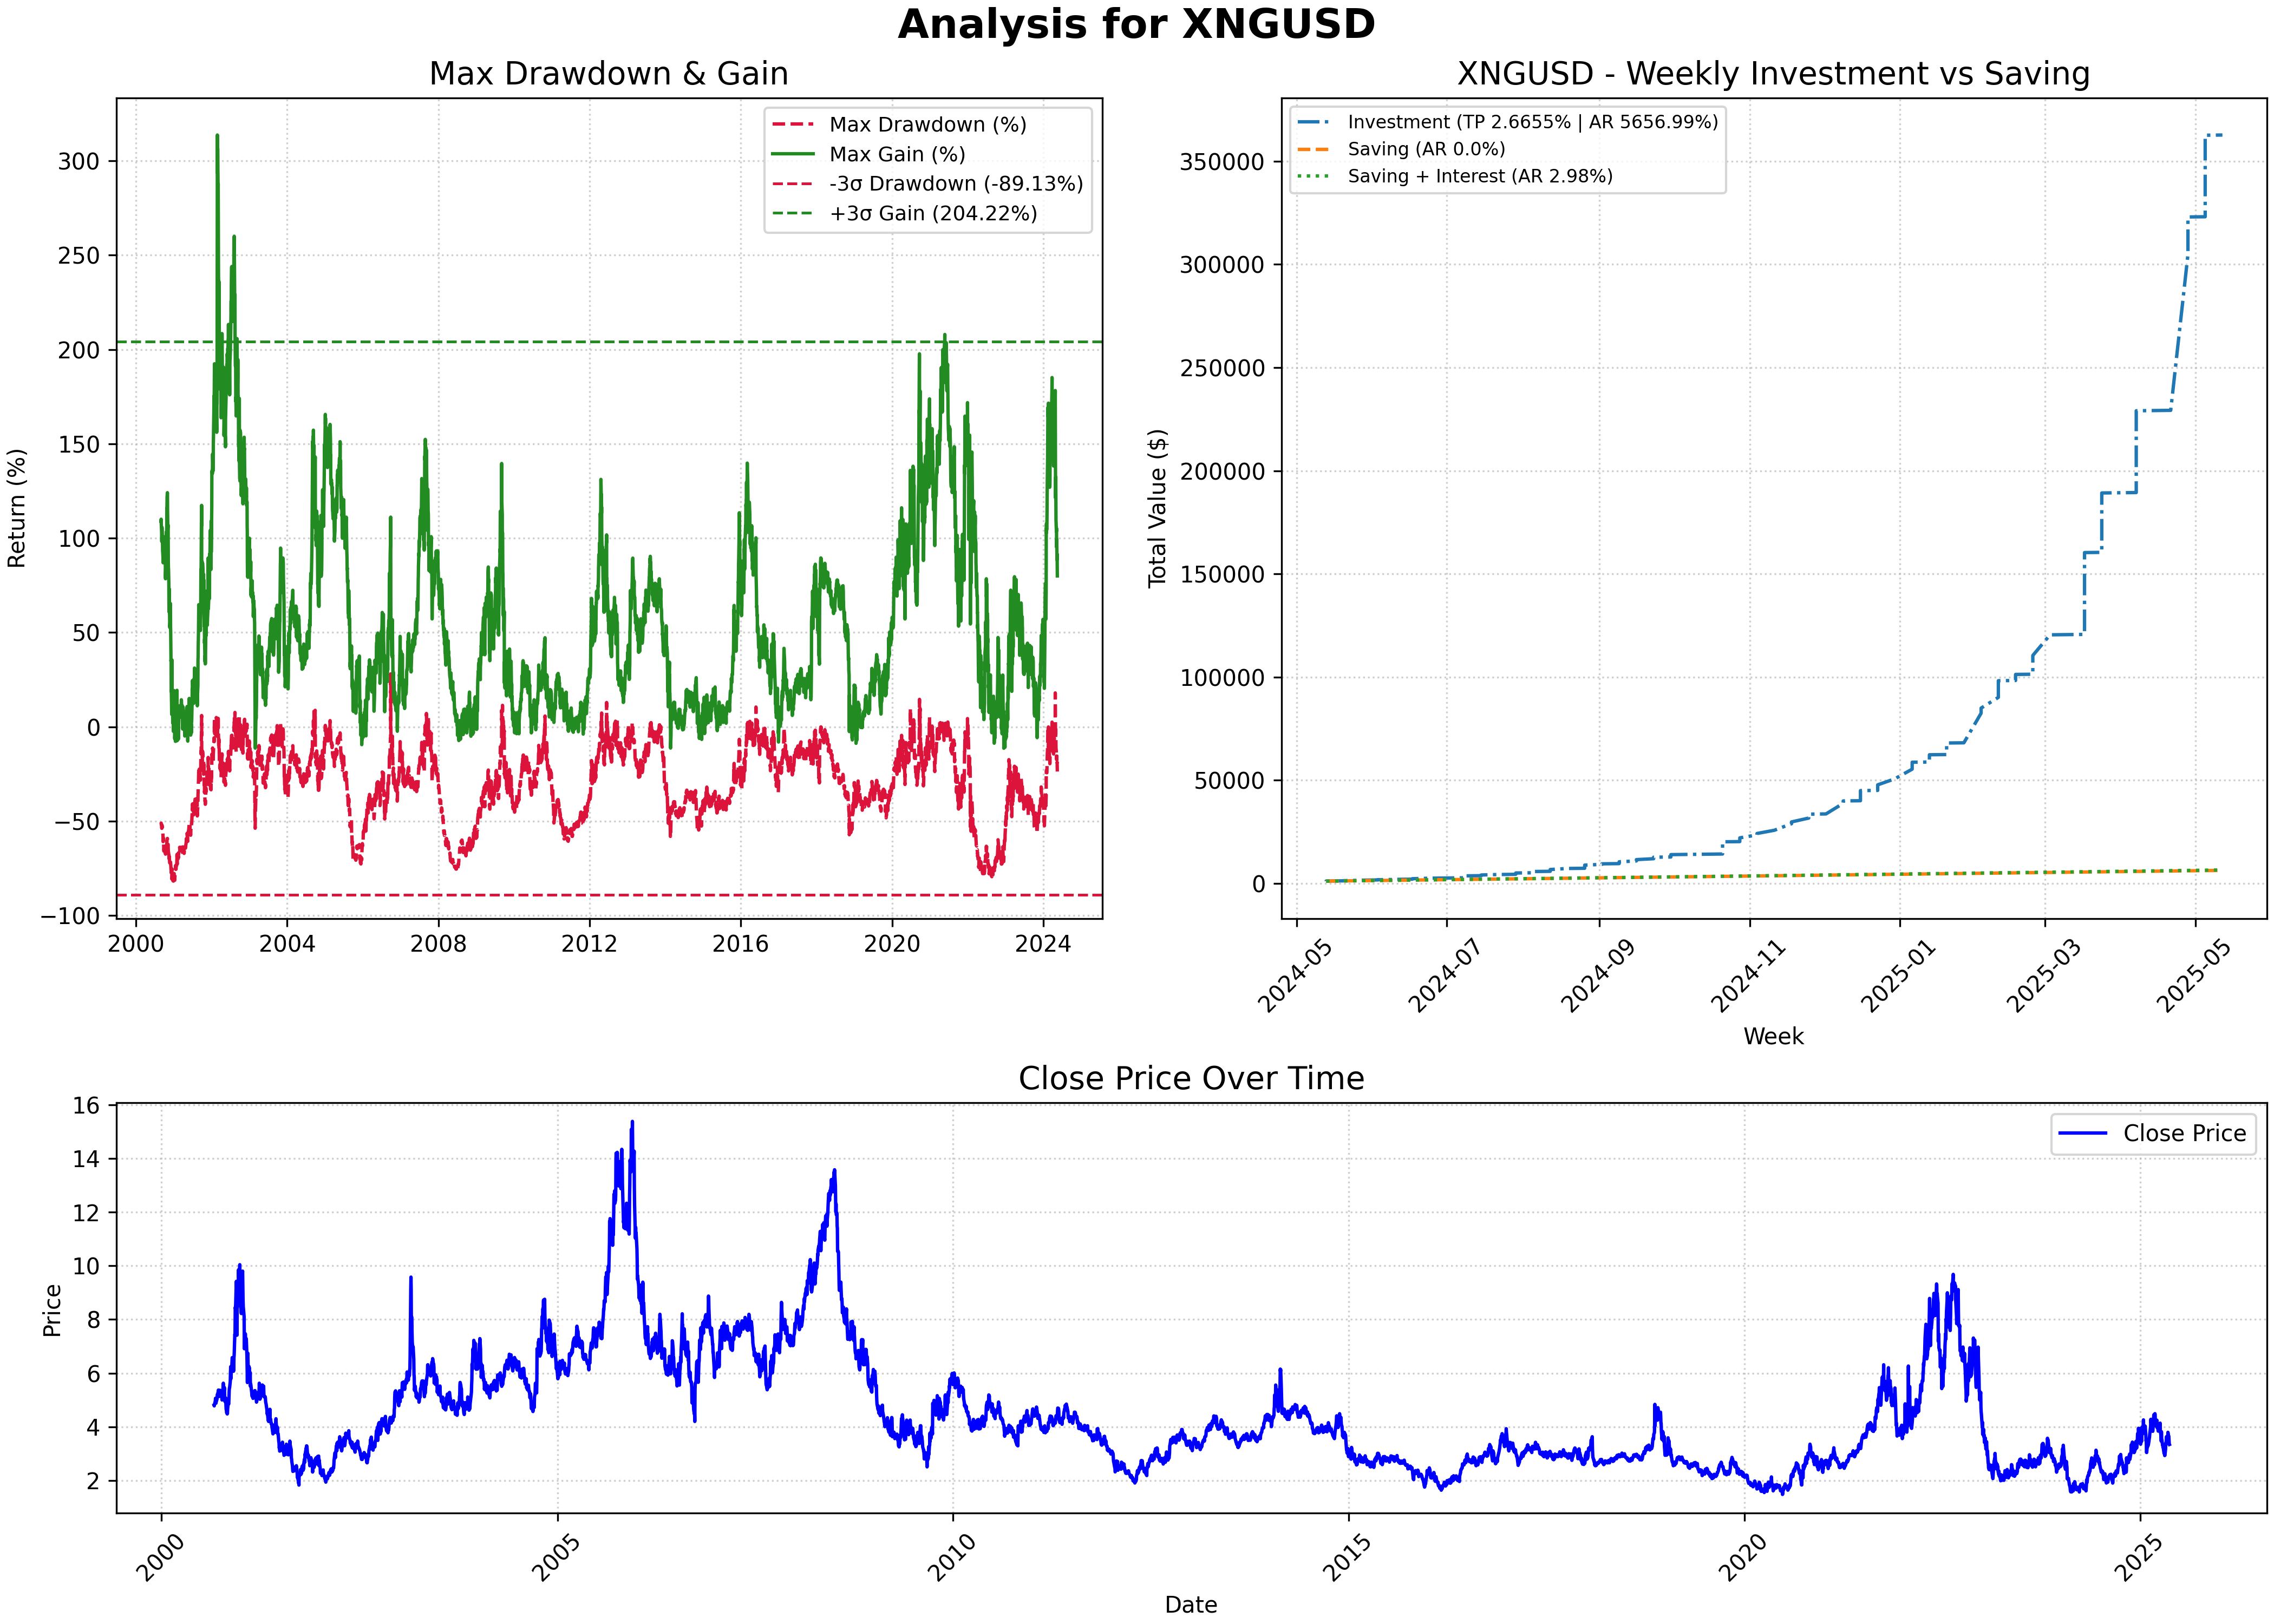 Analysis for XNGUSD
Max Drawdown & Gain
Return (%)
300
250
200
150
100
50
0
−50
−100
2000 2004 2008 2012 2016 2020 2024
Max Drawdown (%)
Max Gain (%)
-3σ Drawdown (-89.13%)
+3σ Gain (204.22%)
XNGUSD - Weekly Investment vs Saving
Total Value ($)
350000
300000
250000
200000
150000
100000
50000
0
2024-05 2024-07 2024-09 2024-11 2025-01 2025-03 2025-05
Week
Investment (TP 2.6655% | AR 5656.99%)
Saving (AR 0.0%)
Saving + Interest (AR 2.98%)
Close Price Over Time
Price
16
14
12
10
8
6
4
2
2000 2005 2010 2015 2020 2025
Date
Close Price